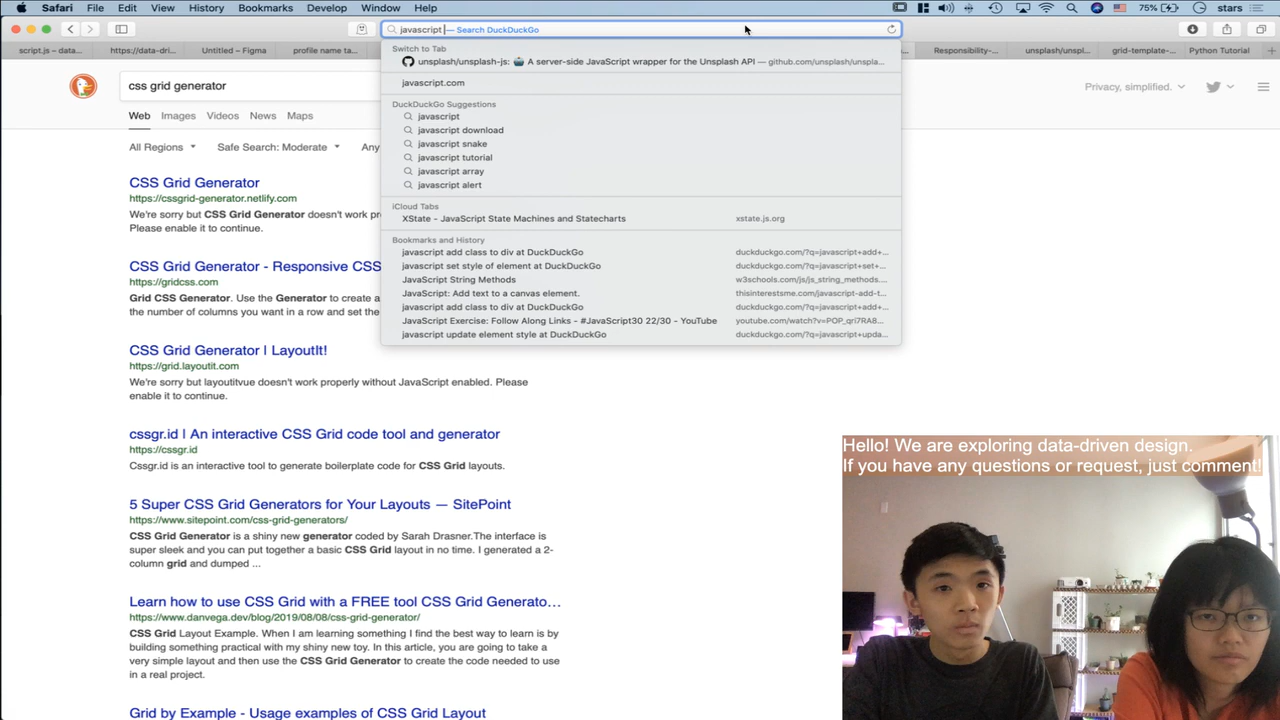 Safari File Edit View History Bookmarks Develop Window Help 75% stars
javascript — Search DuckDuckGo
script.js – data... https://data-dri... Untitled – Figma profile name ta... Responsibility-... unsplash/unspl... grid-template-... Python Tutorial
Switch to Tab
unsplash/unsplash-js: 🤖 A server-side JavaScript wrapper for the Unsplash API — github.com/unsplash/unspla...
javascript.com
DuckDuckGo Suggestions
javascript
javascript download
javascript snake
javascript tutorial
javascript array
javascript alert
iCloud Tabs
XState - JavaScript State Machines and Statecharts xstate.js.org
Bookmarks and History
javascript add class to div at DuckDuckGo duckduckgo.com/?q=javascript+add+...
javascript set style of element at DuckDuckGo duckduckgo.com/?q=javascript+set+...
JavaScript String Methods w3schools.com/js/js_string_methods....
JavaScript: Add text to a canvas element. thisinterestsme.com/javascript-add-t...
javascript add class to div at DuckDuckGo duckduckgo.com/?q=javascript+add+...
JavaScript Exercise: Follow Along Links - #JavaScript30 22/30 - YouTube youtube.com/watch?v=POP_qri7RA8...
javascript update element style at DuckDuckGo duckduckgo.com/?q=javascript+upda...
css grid generator
Privacy, simplified.
Web Images Videos News Maps
All Regions Safe Search: Moderate Any
CSS Grid Generator
https://cssgrid-generator.netlify.com
We're sorry but CSS Grid Generator doesn't work pr
Please enable it to continue.
CSS Grid Generator - Responsive CSS
https://gridcss.com
Grid CSS Generator. Use the Generator to create a
the number of columns you want in a row and set the
CSS Grid Generator | LayoutIt!
https://grid.layoutit.com
We're sorry but layoutitvue doesn't work properly without JavaScript enabled. Please
enable it to continue.
cssgr.id | An interactive CSS Grid code tool and generator
https://cssgr.id
Cssgr.id is an interactive tool to generate boilerplate code for CSS Grid layouts.
5 Super CSS Grid Generators for Your Layouts — SitePoint
https://www.sitepoint.com/css-grid-generators/
CSS Grid Generator is a shiny new generator coded by Sarah Drasner.The interface is
super sleek and you can put together a basic CSS Grid layout in no time. I generated a 2-
column grid and dumped ...
Learn how to use CSS Grid with a FREE tool CSS Grid Generato...
https://www.danvega.dev/blog/2019/08/08/css-grid-generator/
CSS Grid Layout Example. When I am learning something I find the best way to learn is by
building something practical with my shiny new toy. In this article, you are going to take a
very simple layout and then use the CSS Grid Generator to create the code needed to use
in a real project.
Grid by Example - Usage examples of CSS Grid Layout
Hello! We are exploring data-driven design.
If you have any questions or request, just comment!